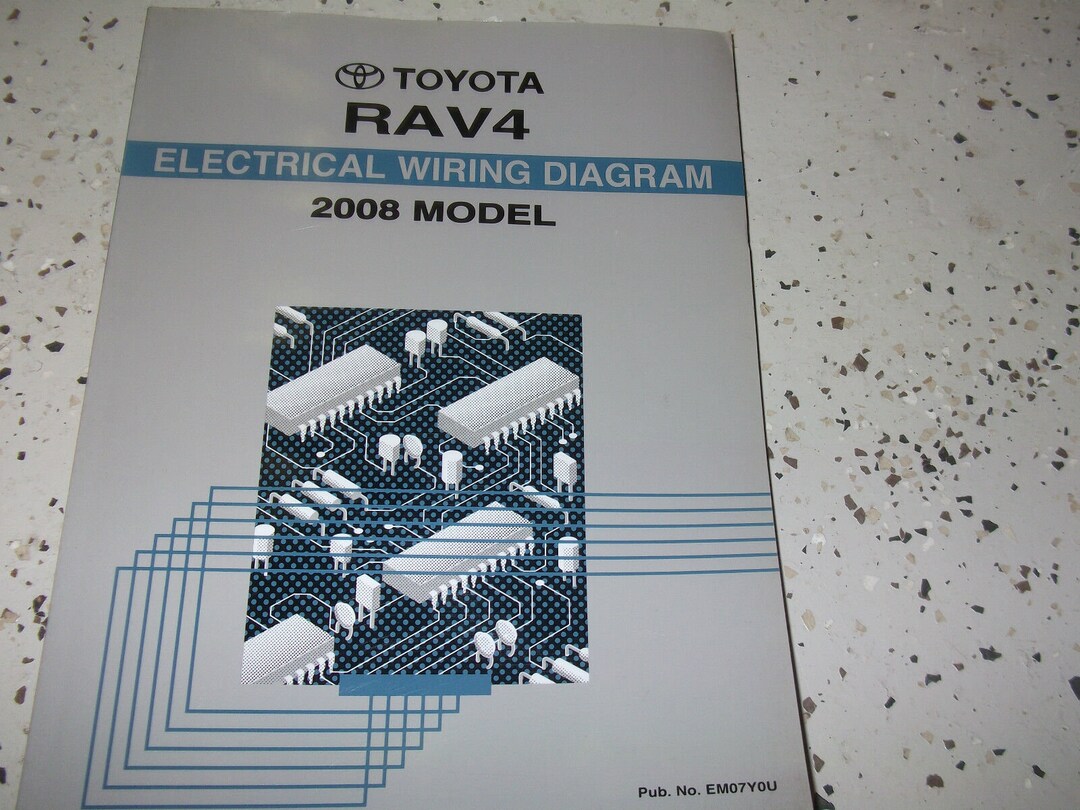 TOYOTA
RAV4
ELECTRICAL WIRING DIAGRAM
2008 MODEL
Pub. No. EM07Y0U